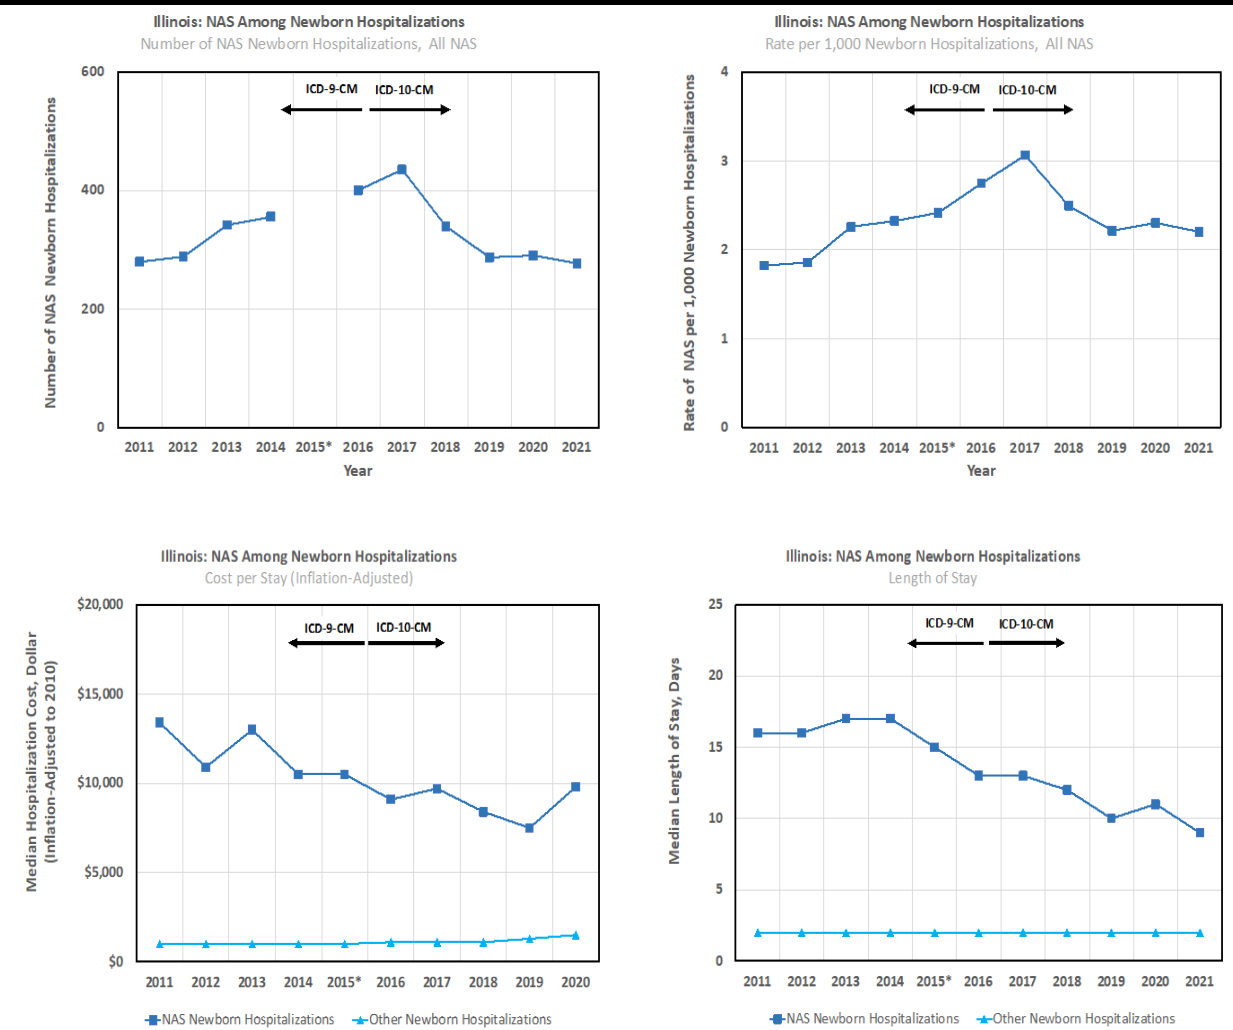 Illinois: NAS Among Newborn Hospitalizations
Number of NAS Newborn Hospitalizations, All NAS
Number of NAS Newborn Hospitalizations
600
400
200
0
ICD-9-CM ICD-10-CM
2011 2012 2013 2014 2015* 2016 2017 2018 2019 2020 2021
Year
Illinois: NAS Among Newborn Hospitalizations
Rate per 1,000 Newborn Hospitalizations, All NAS
Rate of NAS per 1,000 Newborn Hospitalizations
4
3
2
1
0
ICD-9-CM ICD-10-CM
2011 2012 2013 2014 2015* 2016 2017 2018 2019 2020 2021
Year
Illinois: NAS Among Newborn Hospitalizations
Cost per Stay (Inflation-Adjusted)
Median Hospitalization Cost, Dollar
(Inflation-Adjusted to 2010)
$20,000
$15,000
$10,000
$5,000
$0
ICD-9-CM ICD-10-CM
2011 2012 2013 2014 2015* 2016 2017 2018 2019 2020
NAS Newborn Hospitalizations Other Newborn Hospitalizations
Illinois: NAS Among Newborn Hospitalizations
Length of Stay
Median Length of Stay, Days
25
20
15
10
5
0
ICD-9-CM ICD-10-CM
2011 2012 2013 2014 2015* 2016 2017 2018 2019 2020 2021
NAS Newborn Hospitalizations Other Newborn Hospitalizations